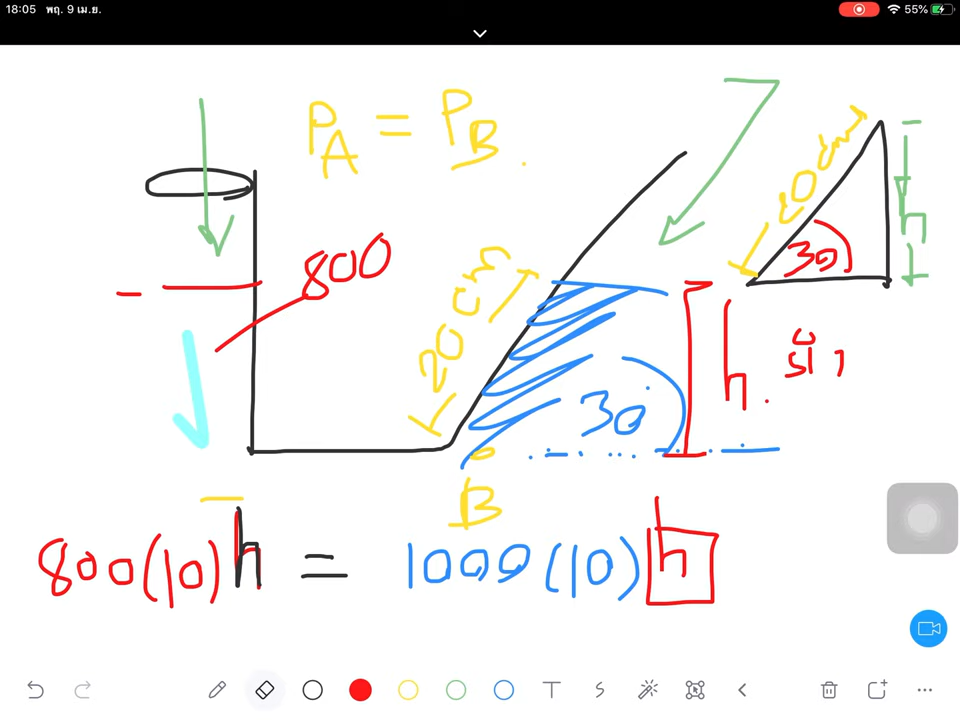 18:05 พฤ. 9 เม.ย.
55%
P_A = P_B.
20 cm
30
h
800
20 cm
30
h.
B
800(10)h = 1000(10)h
T